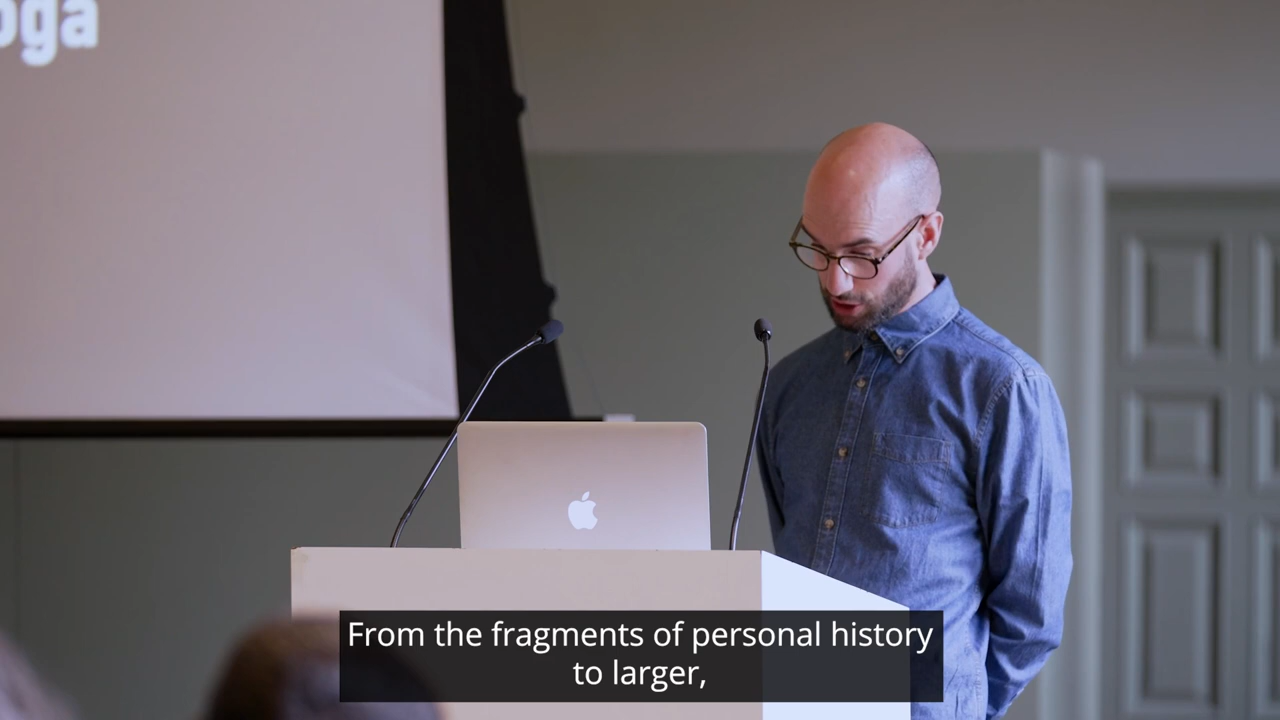 oga
From the fragments of personal history
to larger,